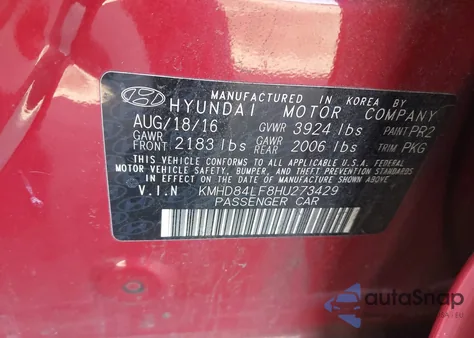 MANUFACTURED IN KOREA BY
HYUNDAI MOTOR COMPANY
AUG/18/16 GVWR 3924 lbs PAINT PR2
GAWR FRONT 2183 lbs GAWR REAR 2006 lbs TRIM PKG
THIS VEHICLE CONFORMS TO ALL APPLICABLE U.S.A. FEDERAL
MOTOR VEHICLE SAFETY, BUMPER, AND THEFT PREVENTION STANDARDS
IN EFFECT ON THE DATE OF MANUFACTURE SHOWN ABOVE.
V.I.N KMHD84LF8HU273429
PASSENGER CAR
autoSnap